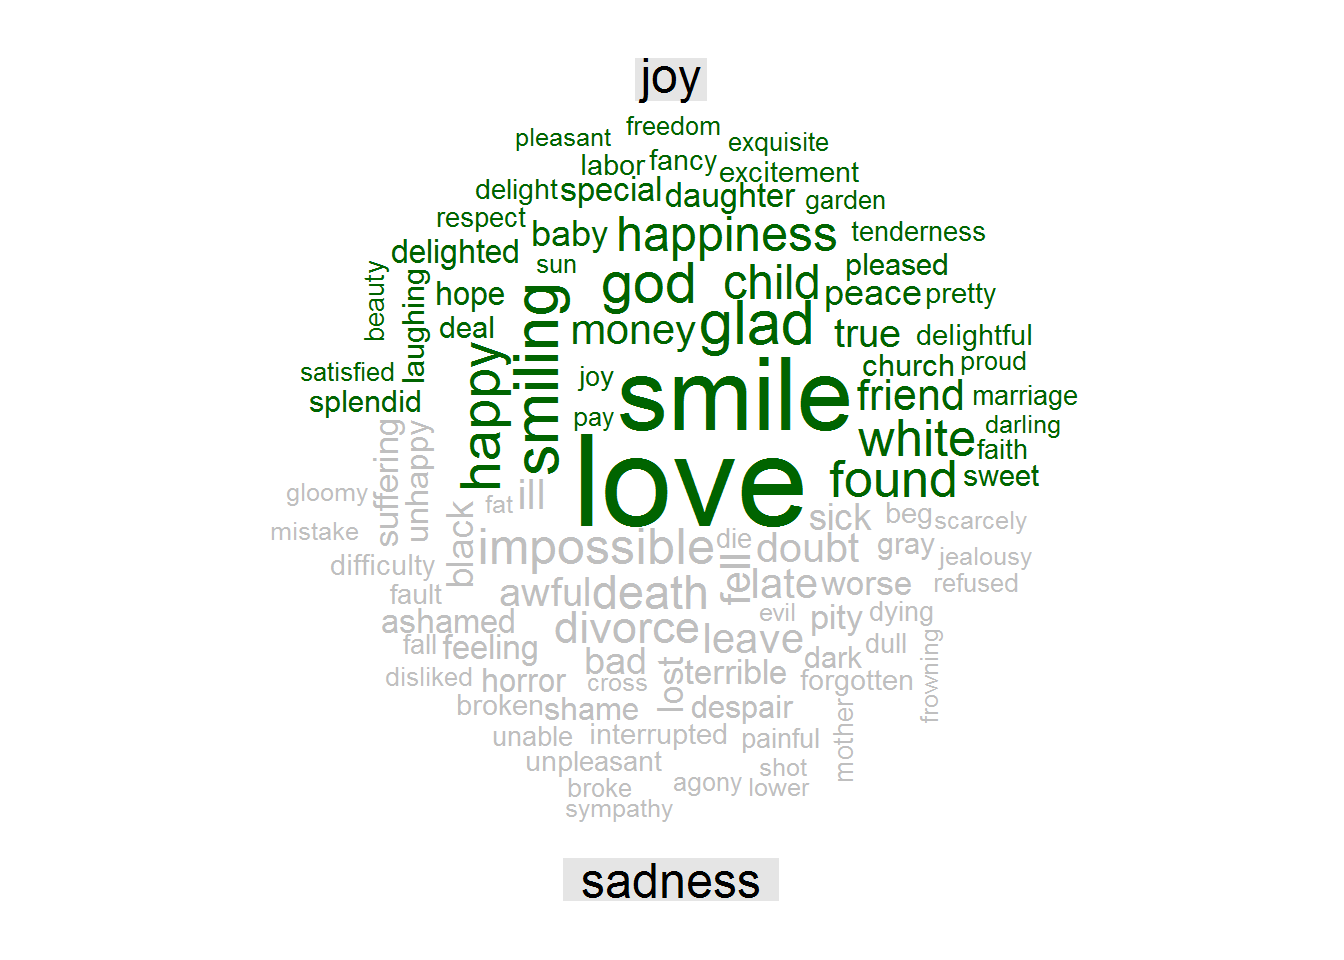 joy
freedom
pleasant
exquisite
labor
fancy
excitement
delight
special
daughter
garden
respect
baby
happiness
tenderness
delighted
sun
god
child
pleased
beauty
laughing
hope
smiling
peace
pretty
deal
money
glad
true
delightful
satisfied
happy
joy
smile
church
proud
splendid
pay
friend
marriage
white
darling
faith
love
found
sweet
suffering
unhappy
gloomy
fat
ill
black
sick
beg
scarcely
mistake
impossible
die
doubt
gray
jealousy
difficulty
fell
late
worse
refused
fault
awful
death
evil
pity
dying
ashamed
divorce
leave
fall
feeling
bad
lost
terrible
dark
dull
frowning
disliked
horror
cross
forgotten
broken
shame
despair
mother
unable
interrupted
painful
unpleasant
shot
broke
agony
lower
sympathy
sadness